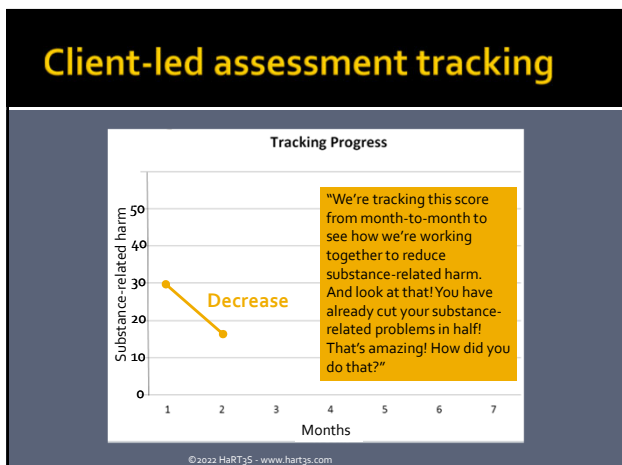 Client-led assessment tracking
Tracking Progress
Substance-related harm
50
40
30
20
10
0
Decrease
“We’re tracking this score
from month-to-month to
see how we’re working
together to reduce
substance-related harm.
And look at that! You have
already cut your substance-
related problems in half!
That’s amazing! How did you
do that?”
1 2 3 4 5 6 7
Months
©2022 HaRT3S - www.hart3s.com